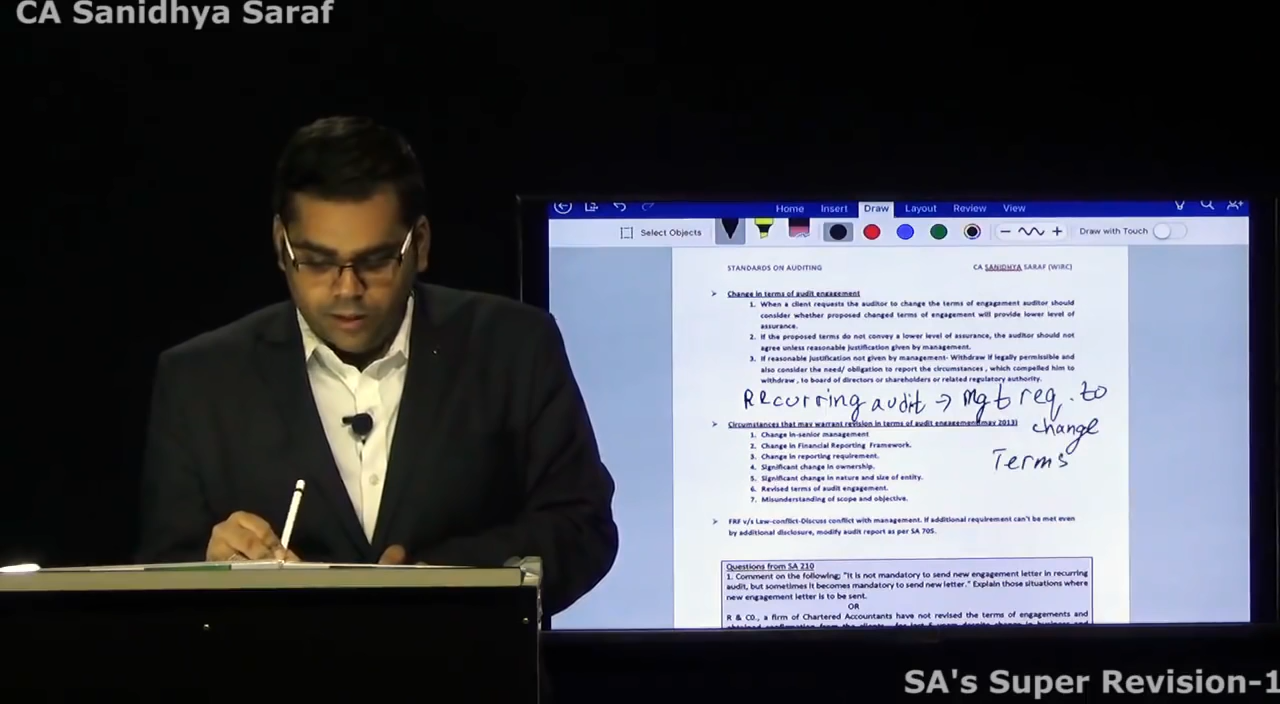 CA Sanidhya Saraf
Home Insert Draw Layout Review View
Select Objects
Draw with Touch
STANDARDS ON AUDITING CA SANIDHYA SARAF (WIRC)
Change in terms of audit engagement
1. When a client requests the auditor to change the terms of engagement auditor should
consider whether proposed changed terms of engagement will provide lower level of
assurance.
2. If the proposed terms do not convey a lower level of assurance, the auditor should not
agree unless reasonable justification given by management.
3. If reasonable justification not given by management- Withdraw if legally permissible and
also consider the need/ obligation to report the circumstances , which compelled him to
withdraw , to board of directors or shareholders or related regulatory authority.
Recurring audit → Mgt req. to
change
Terms
Circumstances that may warrant revision in terms of audit engagement(may 2013)
1. Change in-senior management
2. Change in Financial Reporting Framework.
3. Change in reporting requirement.
4. Significant change in ownership.
5. Significant change in nature and size of entity.
6. Revised terms of audit engagement.
7. Misunderstanding of scope and objective.
FRF v/s Law-conflict-Discuss conflict with management. If additional requirement can't be met even
by additional disclosure, modify audit report as per SA 705.
Questions from SA 210
1. Comment on the following; "It is not mandatory to send new engagement letter in recurring
audit, but sometimes it becomes mandatory to send new letter." Explain those situations where
new engagement letter is to be sent.
OR
R & CO., a firm of Chartered Accountants have not revised the terms of engagements and
SA's Super Revision-1